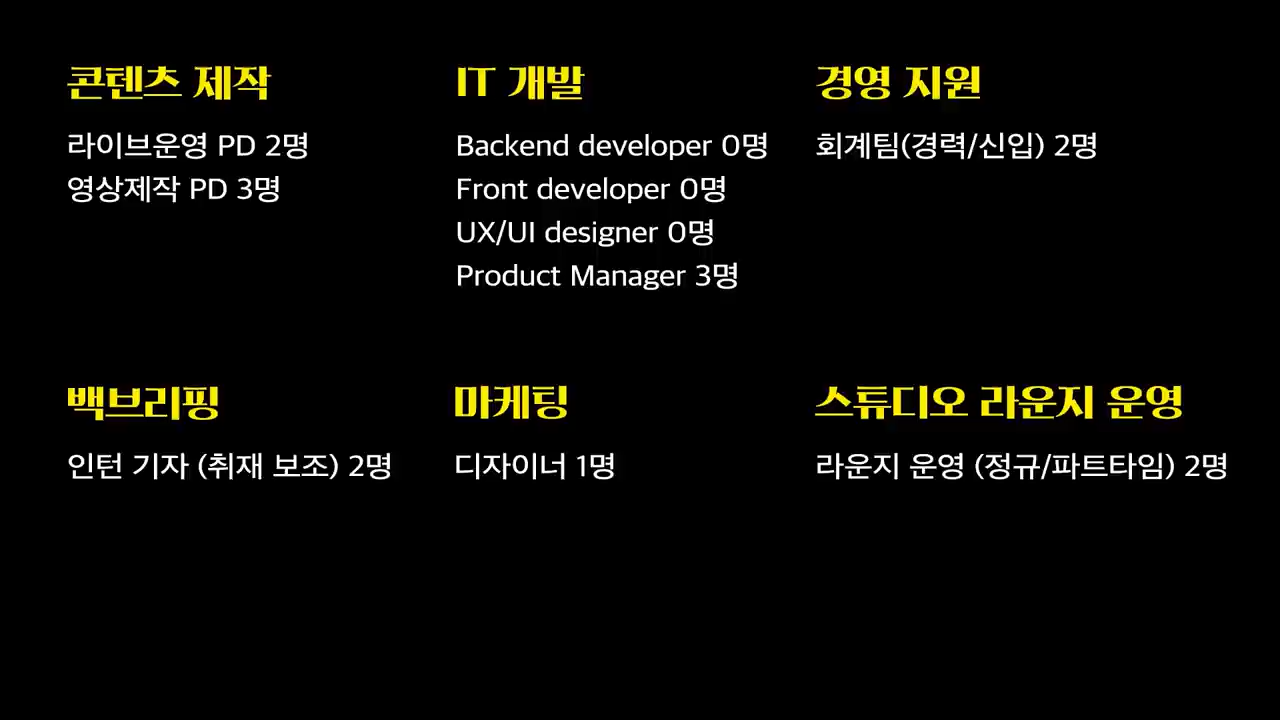 콘텐츠 제작
라이브운영 PD 2명
영상제작 PD 3명
IT 개발
Backend developer 0명
Front developer 0명
UX/UI designer 0명
Product Manager 3명
경영 지원
회계팀(경력/신입) 2명
백브리핑
인턴 기자 (취재 보조) 2명
마케팅
디자이너 1명
스튜디오 라운지 운영
라운지 운영 (정규/파트타임) 2명